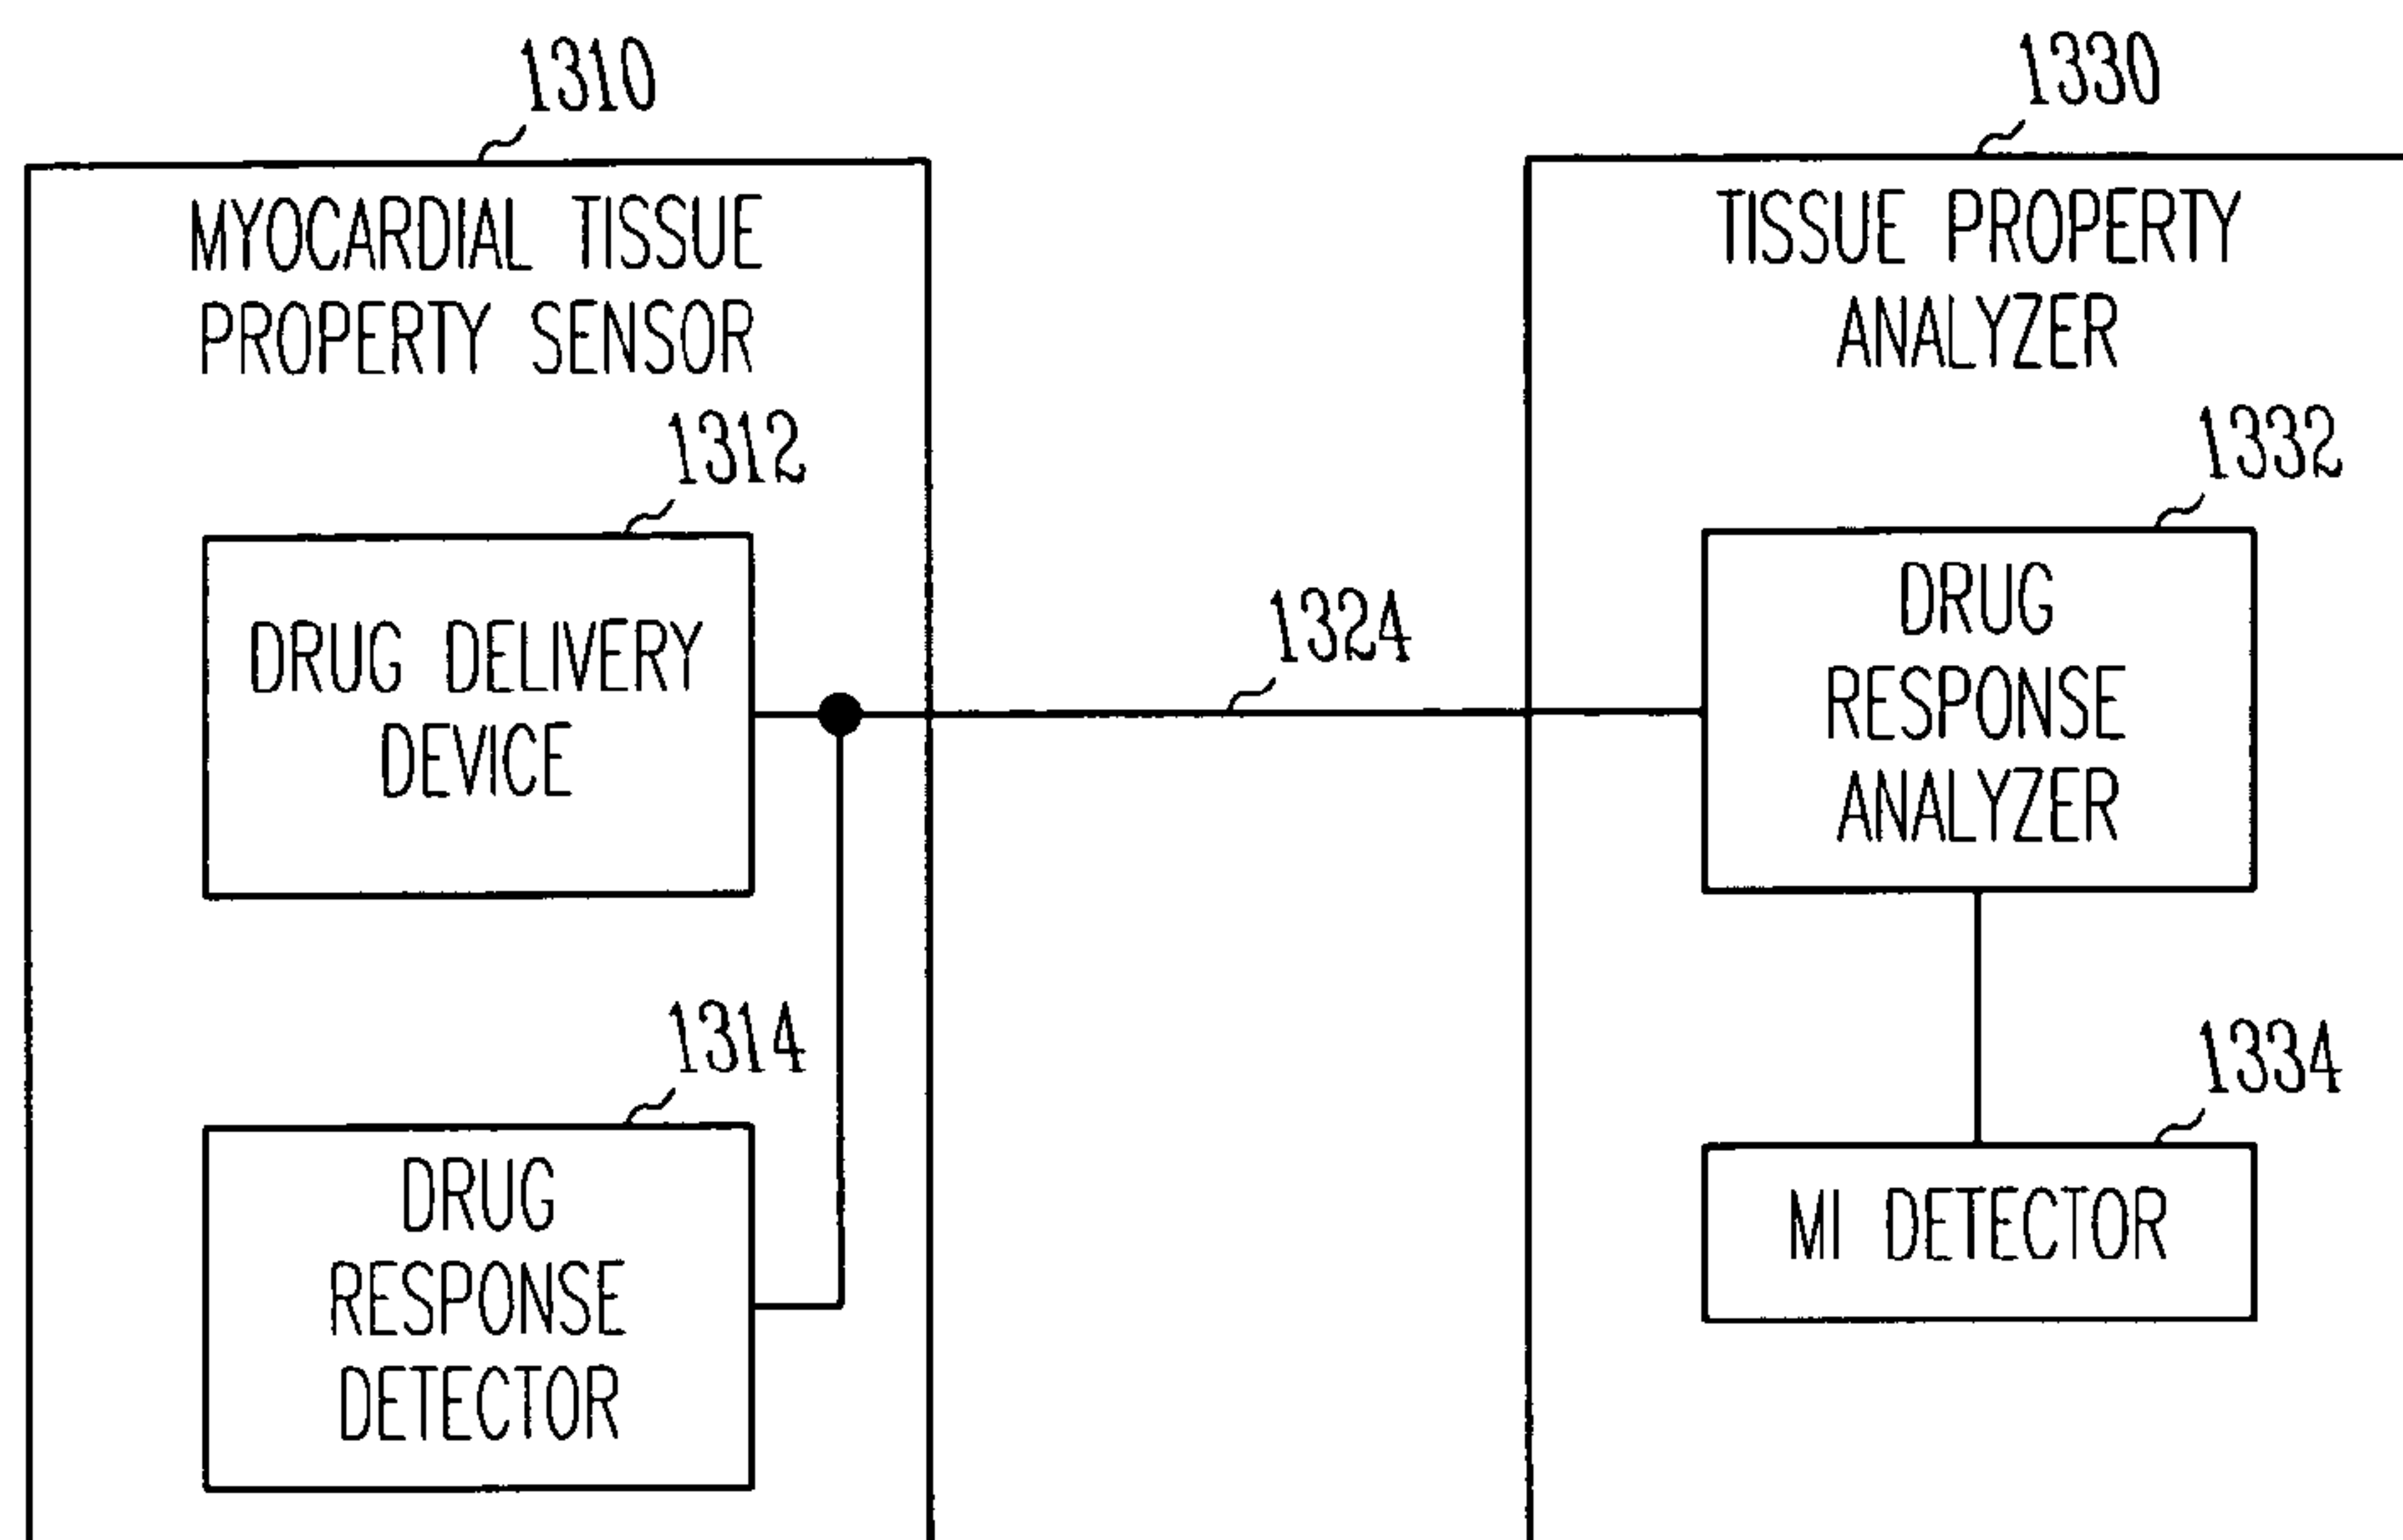 1310
MYOCARDIAL TISSUE
PROPERTY SENSOR
1312
DRUG DELIVERY
DEVICE
1314
DRUG
RESPONSE
DETECTOR
1324
1330
TISSUE PROPERTY
ANALYZER
1332
DRUG
RESPONSE
ANALYZER
1334
MI DETECTOR